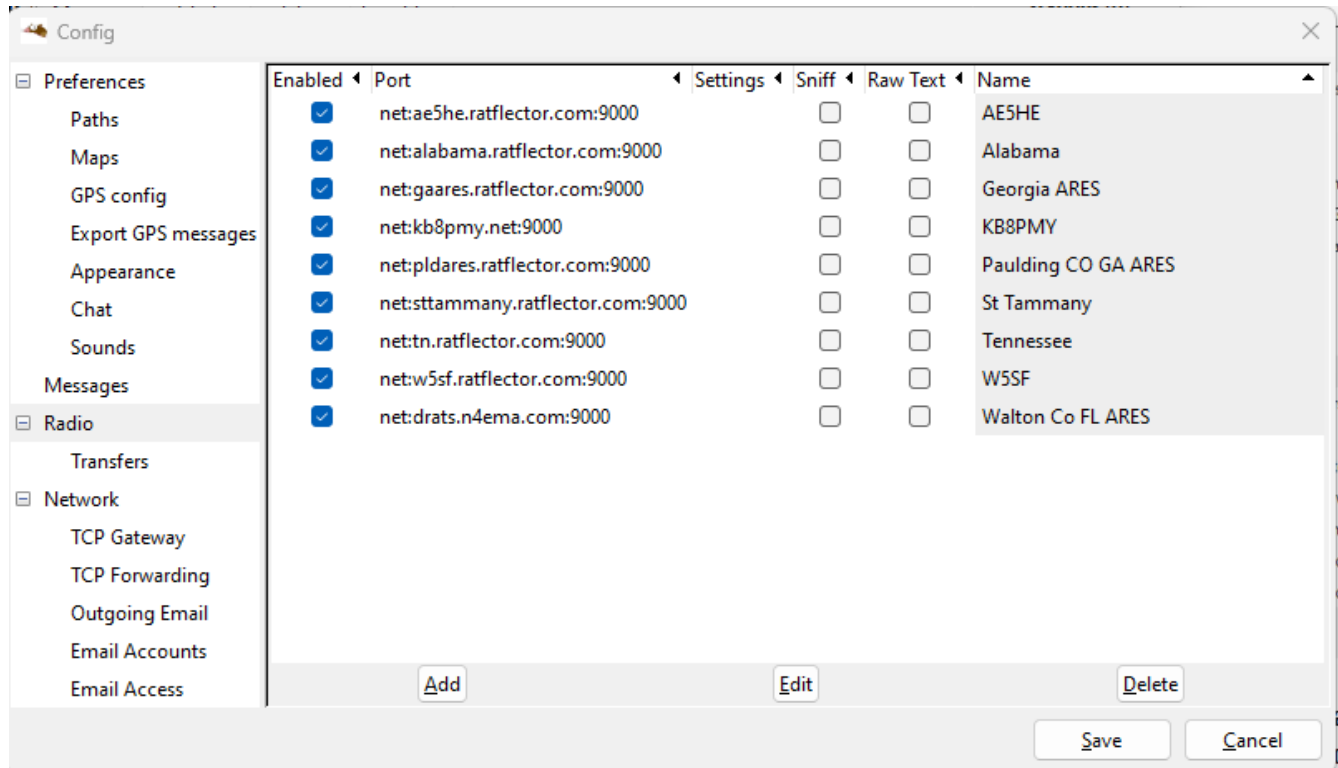 Config
Preferences
Paths
Maps
GPS config
Export GPS messages
Appearance
Chat
Sounds
Messages
Radio
Transfers
Network
TCP Gateway
TCP Forwarding
Outgoing Email
Email Accounts
Email Access
Enabled Port Settings Sniff Raw Text Name
net:ae5he.ratflector.com:9000 AE5HE
net:alabama.ratflector.com:9000 Alabama
net:gaares.ratflector.com:9000 Georgia ARES
net:kb8pmy.net:9000 KB8PMY
net:pldares.ratflector.com:9000 Paulding CO GA ARES
net:sttammany.ratflector.com:9000 St Tammany
net:tn.ratflector.com:9000 Tennessee
net:w5sf.ratflector.com:9000 W5SF
net:drats.n4ema.com:9000 Walton Co FL ARES
Add Edit Delete
Save Cancel